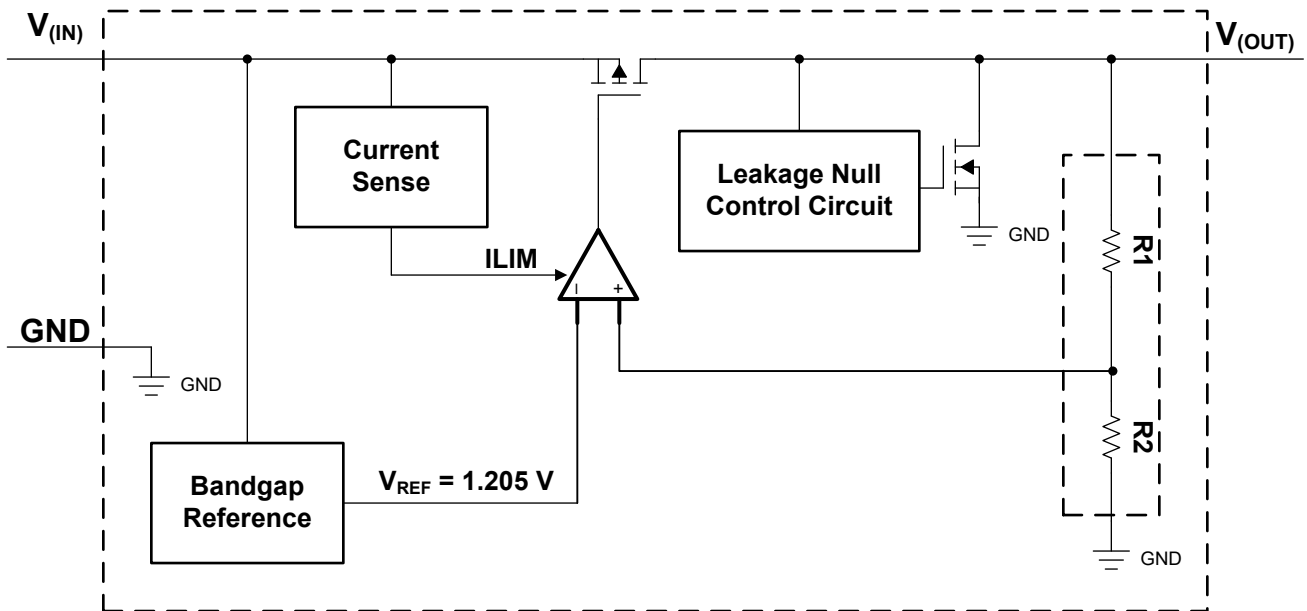 V(IN)
V(OUT)
Current
Sense
Leakage Null
Control Circuit
GND
R1
ILIM
– +
GND
GND
R2
Bandgap
Reference
VREF = 1.205 V
GND